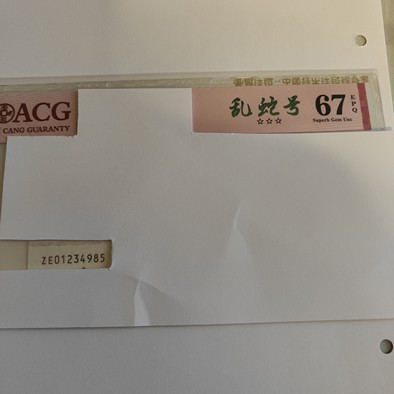 ACG
CANG GUARANTY
乱蛇号
☆☆☆
67
EPQ
Superb Gem Unc
ZE01234985